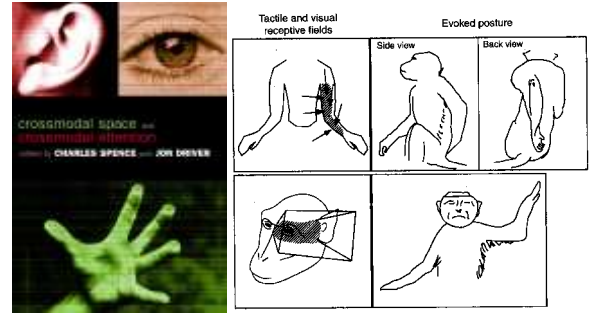 crossmodal space and
crossmodal attention
edited by CHARLES SPENCE and JON DRIVER
Tactile and visual
receptive fields
Evoked posture
Side view
Back view